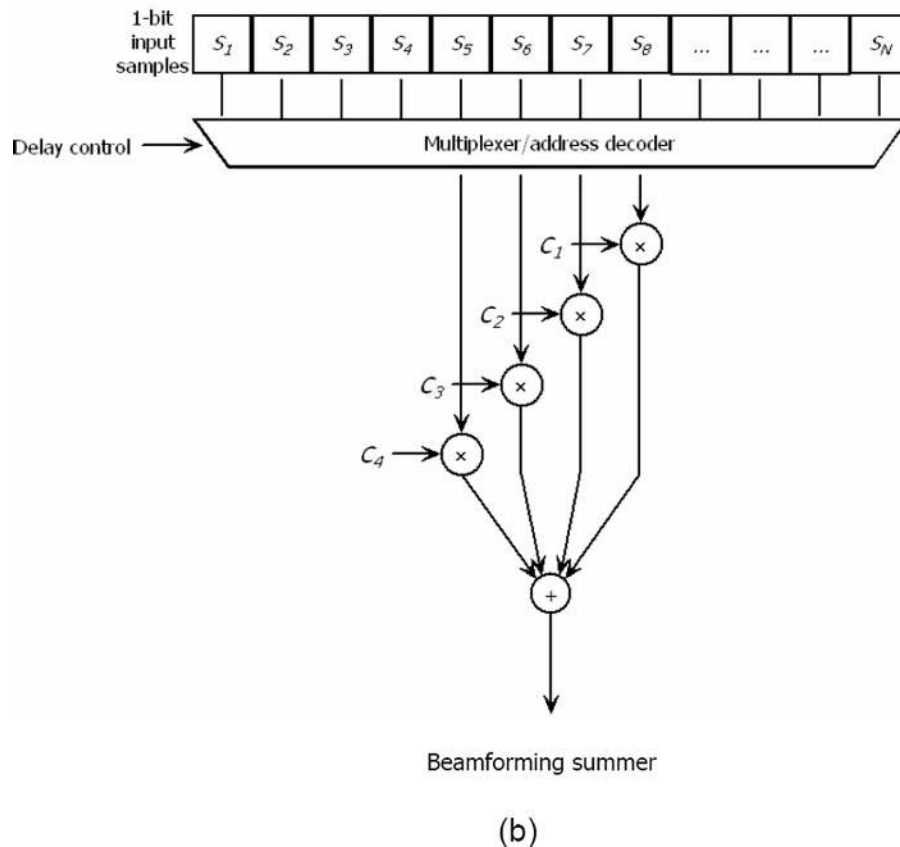 1-bit
input
samples
S1 S2 S3 S4 S5 S6 S7 S8 ... ... ... SN
Delay control
Multiplexer/address decoder
C1 ×
C2 ×
C3 ×
C4 ×
+
Beamforming summer
(b)